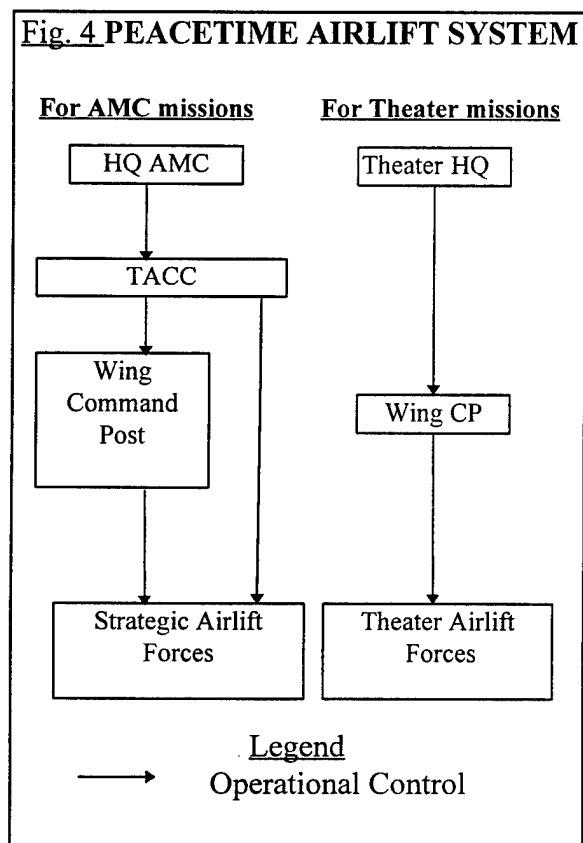 Fig. 4 PEACETIME AIRLIFT SYSTEM
For AMC missions
HQ AMC
TACC
Wing
Command
Post
Strategic Airlift
Forces
For Theater missions
Theater HQ
Wing CP
Theater Airlift
Forces
Legend
Operational Control